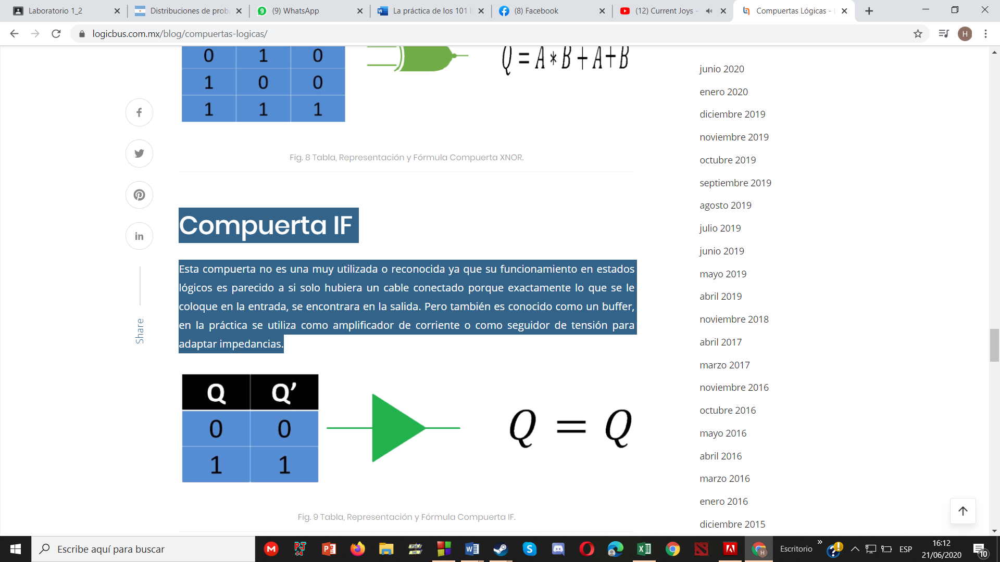 Laboratorio 1_2
Distribuciones de proba
(9) WhatsApp
La práctica de los 101 l
(8) Facebook
(12) Current Joys -
Compuertas Lógicas -
logicbus.com.mx/blog/compuertas-logicas/
H
0 1 0
1 0 0
1 1 1
Q = A * B + A + B
Fig. 8 Tabla, Representación y Fórmula Compuerta XNOR.
Compuerta IF
Esta compuerta no es una muy utilizada o reconocida ya que su funcionamiento en estados
lógicos es parecido a si solo hubiera un cable conectado porque exactamente lo que se le
coloque en la entrada, se encontrara en la salida. Pero también es conocido como un buffer,
en la práctica se utiliza como amplificador de corriente o como seguidor de tensión para
adaptar impedancias.
Q Q’
0 0
1 1
Q = Q
Fig. 9 Tabla, Representación y Fórmula Compuerta IF.
Share
junio 2020
enero 2020
diciembre 2019
noviembre 2019
octubre 2019
septiembre 2019
agosto 2019
julio 2019
junio 2019
mayo 2019
abril 2019
noviembre 2018
abril 2017
marzo 2017
noviembre 2016
octubre 2016
mayo 2016
abril 2016
marzo 2016
enero 2016
diciembre 2015
Escribe aquí para buscar
Escritorio
ESP
16:12
21/06/2020
10